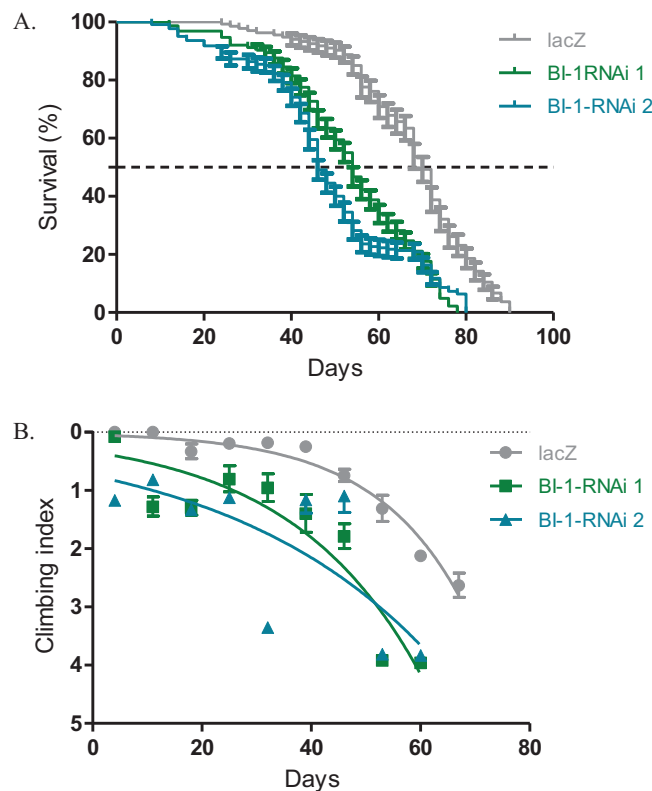 A.
100
80
60
40
20
0
Survival (%)
0 20 40 60 80 100
Days
lacZ
BI-1RNAi 1
BI-1-RNAi 2
B.
0
1
2
3
4
5
Climbing index
0 20 40 60 80
Days
lacZ
BI-1-RNAi 1
BI-1-RNAi 2